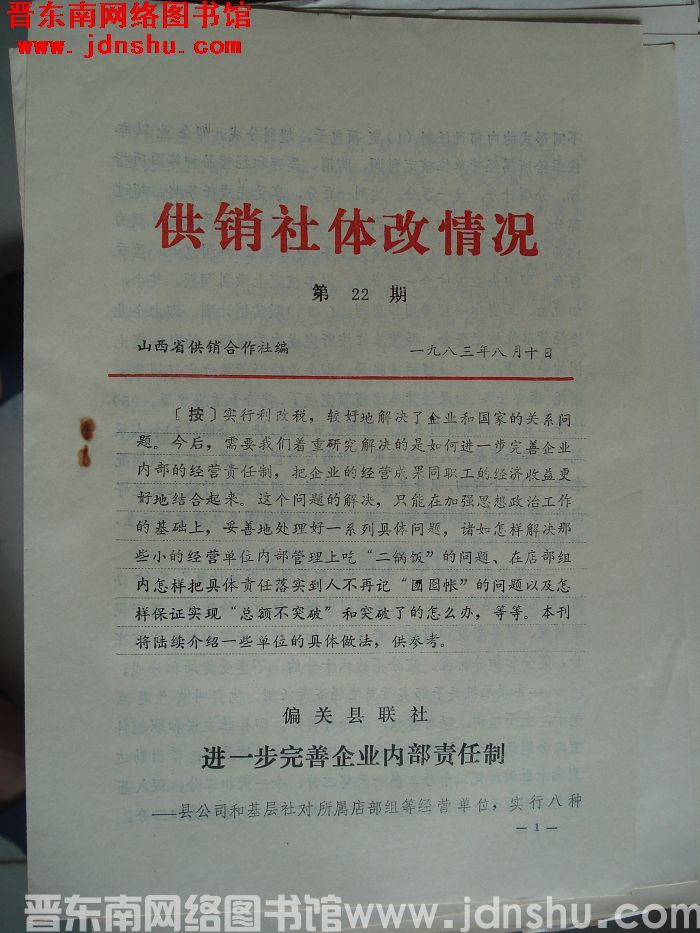 晋东南网络图书馆
www.jdnshu.com
供销社体改情况
第 22 期
山西省供销合作社编 一九八三年八月十日
〔按〕实行利改税，较好地解决了企业和国家的关系问
题。今后，需要我们着重研究解决的是如何进一步完善企业
内部的经营责任制，把企业的经营成果同职工的经济收益更
好地结合起来。这个问题的解决，只能在加强思想政治工作
的基础上，妥善地处理好一系列具体问题，诸如怎样解决那
些小的经营单位内部管理上吃“二锅饭”的问题、在店部组
内怎样把具体责任落实到人不再记“囫囵帐”的问题以及怎
样保证实现“总额不突破”和突破了的怎么办，等等。本刊
将陆续介绍一些单位的具体做法，供参考。
偏关县联社
进一步完善企业内部责任制
——县公司和基层社对所属店部组等经营单位，实行八种
— 1 —
晋东南网络图书馆www.jdnshu.com